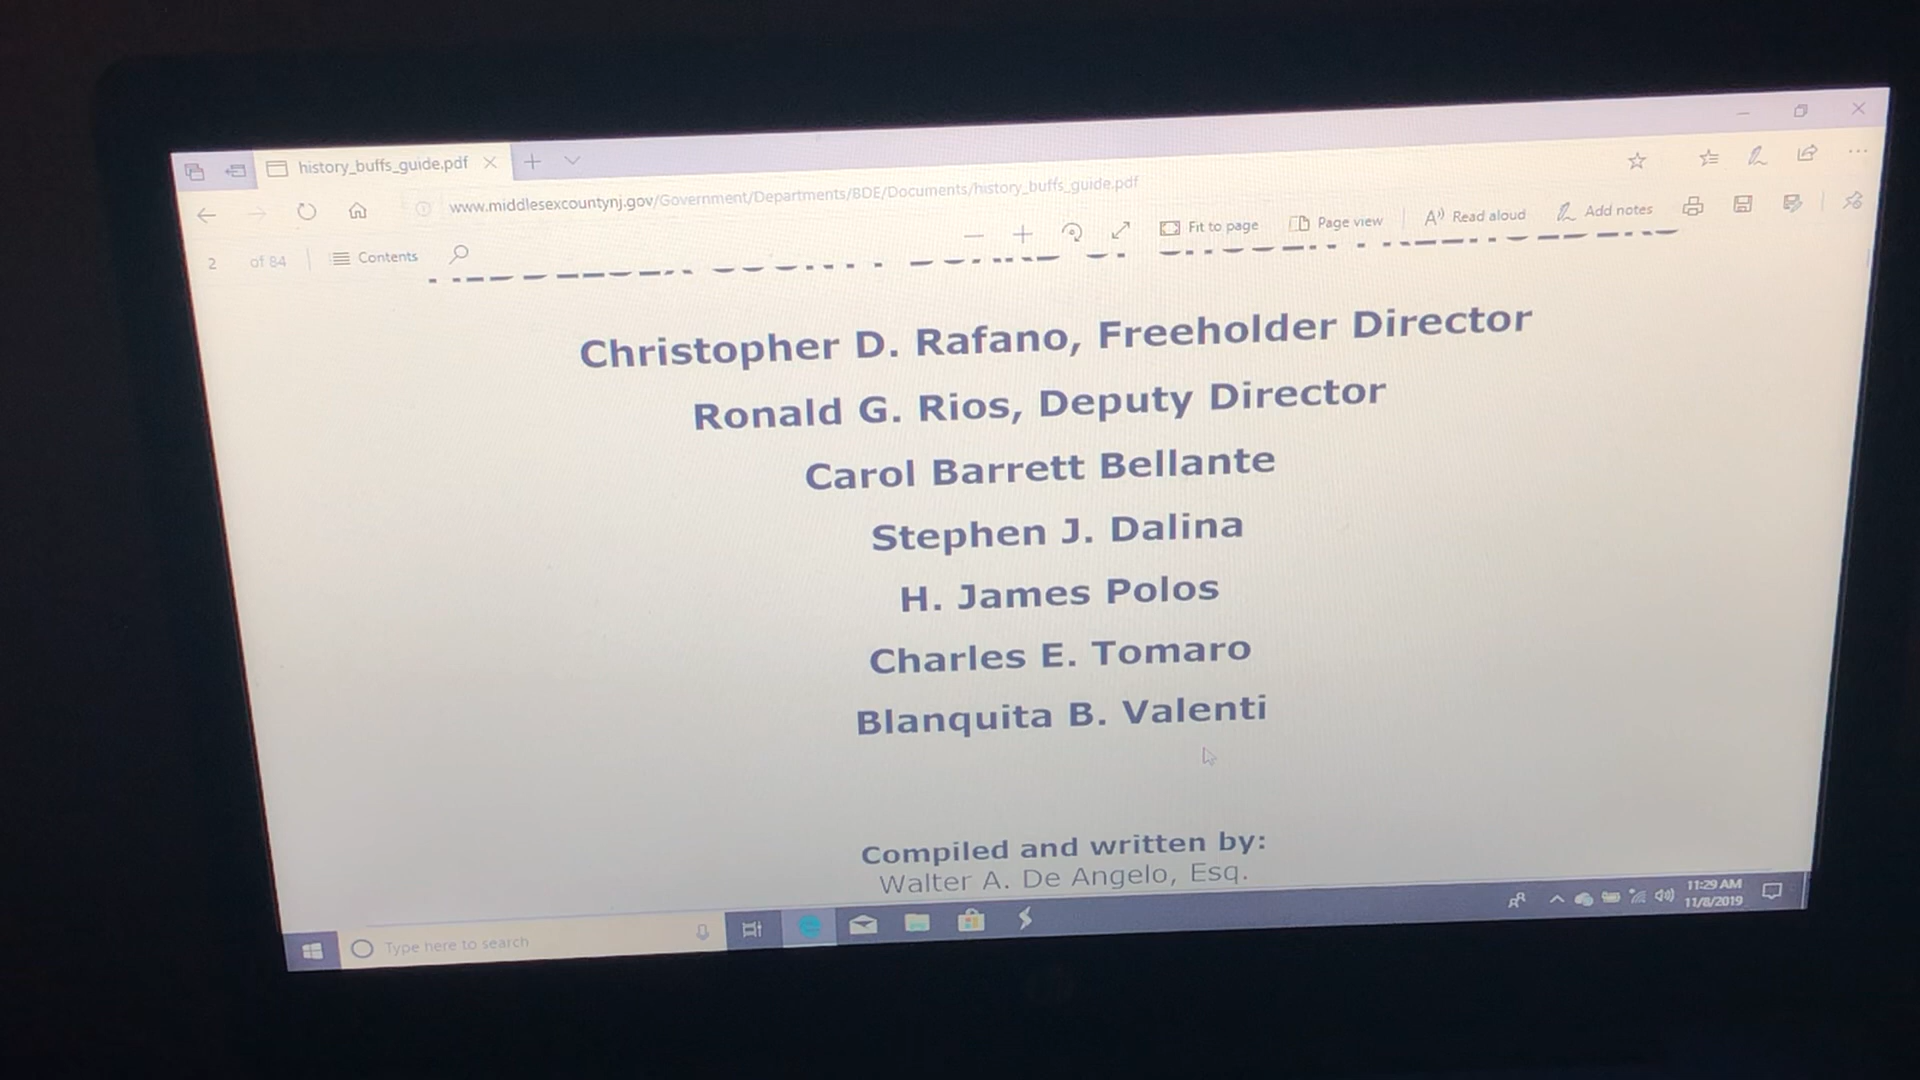 history_buffs_guide.pdf
www.middlesexcountynj.gov/Government/Departments/BDE/Documents/history_buffs_guide.pdf
2 of 84 Contents Fit to page Page view Read aloud Add notes
Christopher D. Rafano, Freeholder Director
Ronald G. Rios, Deputy Director
Carol Barrett Bellante
Stephen J. Dalina
H. James Polos
Charles E. Tomaro
Blanquita B. Valenti
Compiled and written by:
Walter A. De Angelo, Esq.
Type here to search
11:29 AM
11/8/2019